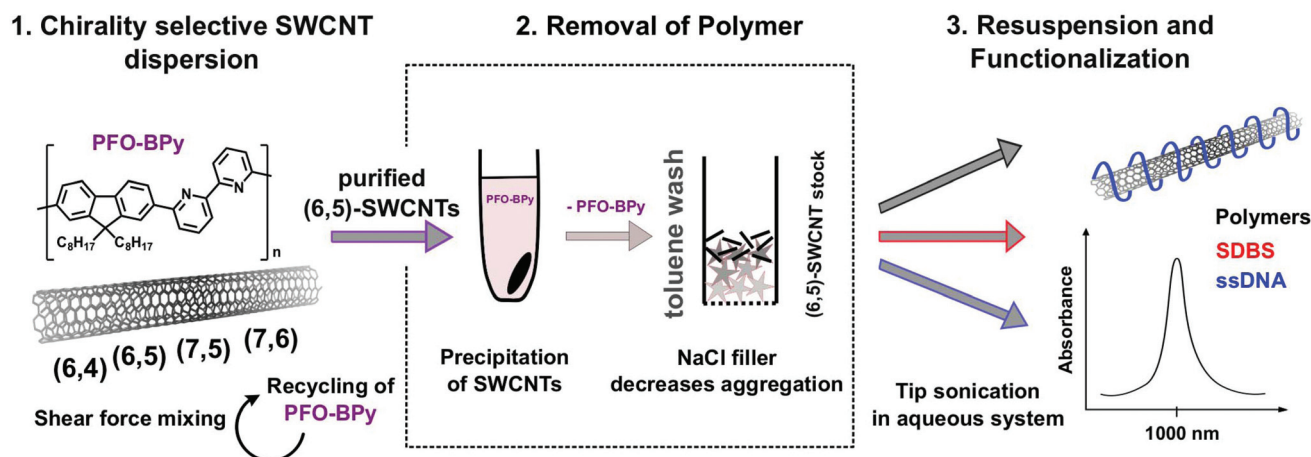 1. Chirality selective SWCNT
dispersion
PFO-BPy
N
N
C8H17
C8H17
n
(6,4)
(6,5)
(7,5)
(7,6)
Shear force mixing
Recycling of
PFO-BPy
purified
(6,5)-SWCNTs
2. Removal of Polymer
PFO-BPy
Precipitation
of SWCNTs
- PFO-BPy
toluene wash
(6,5)-SWCNT stock
NaCl filler
decreases aggregation
3. Resuspension and
Functionalization
Tip sonication
in aqueous system
Polymers
SDBS
ssDNA
Absorbance
1000 nm